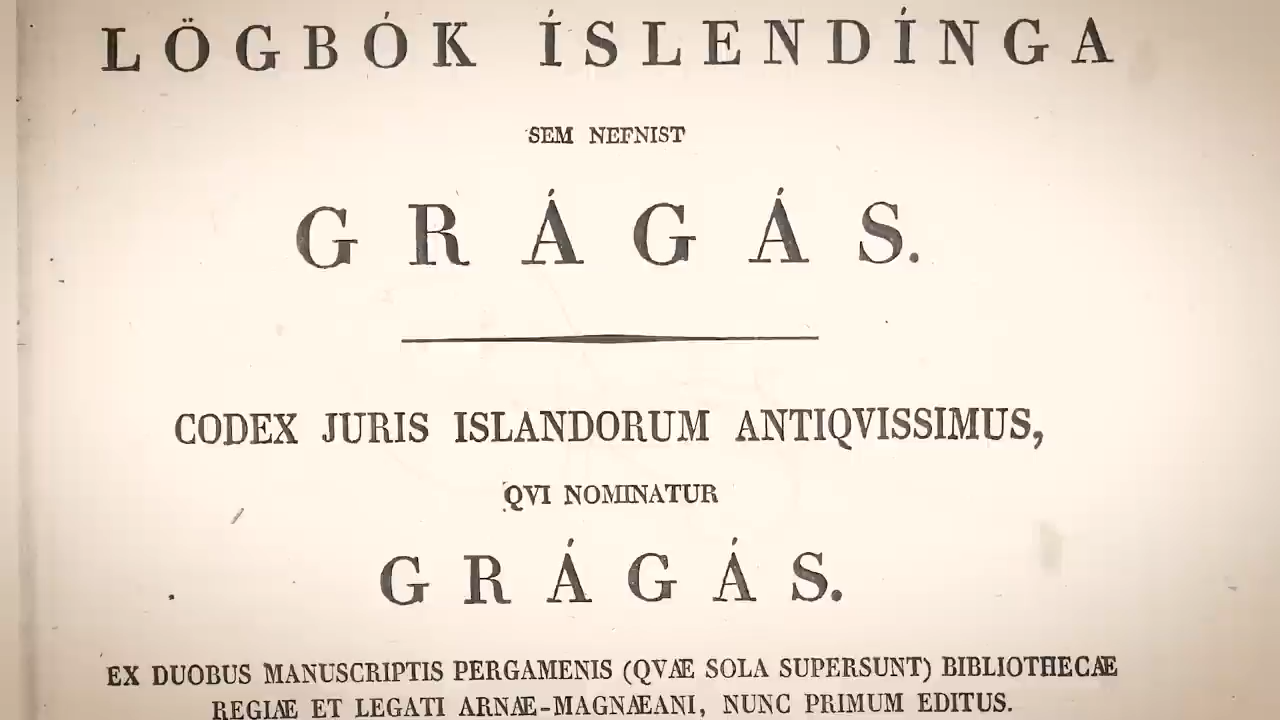 LÖGBÓK ÍSLENDÍNGA
SEM NEFNIST
GRÁGÁS.
CODEX JURIS ISLANDORUM ANTIQVISSIMUS,
QVI NOMINATUR
GRÁGÁS.
EX DUOBUS MANUSCRIPTIS PERGAMENIS (QVÆ SOLA SUPERSUNT) BIBLIOTHECÆ
REGIÆ ET LEGATI ARNÆ-MAGNÆANI, NUNC PRIMUM EDITUS.